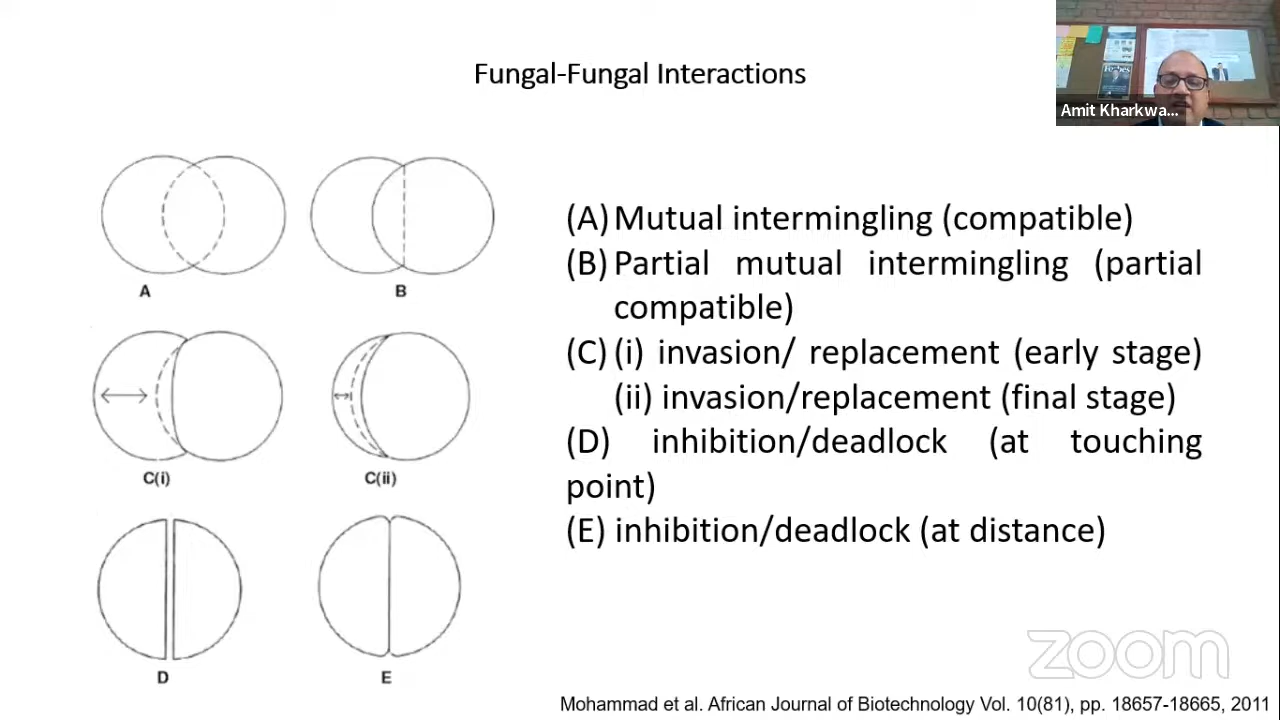 Fungal-Fungal Interactions
Amit Kharkwa...
A
B
C(i)
C(ii)
D
E
(A) Mutual intermingling (compatible)
(B) Partial mutual intermingling (partial
compatible)
(C) (i) invasion/ replacement (early stage)
(ii) invasion/replacement (final stage)
(D) inhibition/deadlock (at touching
point)
(E) inhibition/deadlock (at distance)
zoom
Mohammad et al. African Journal of Biotechnology Vol. 10(81), pp. 18657-18665, 2011